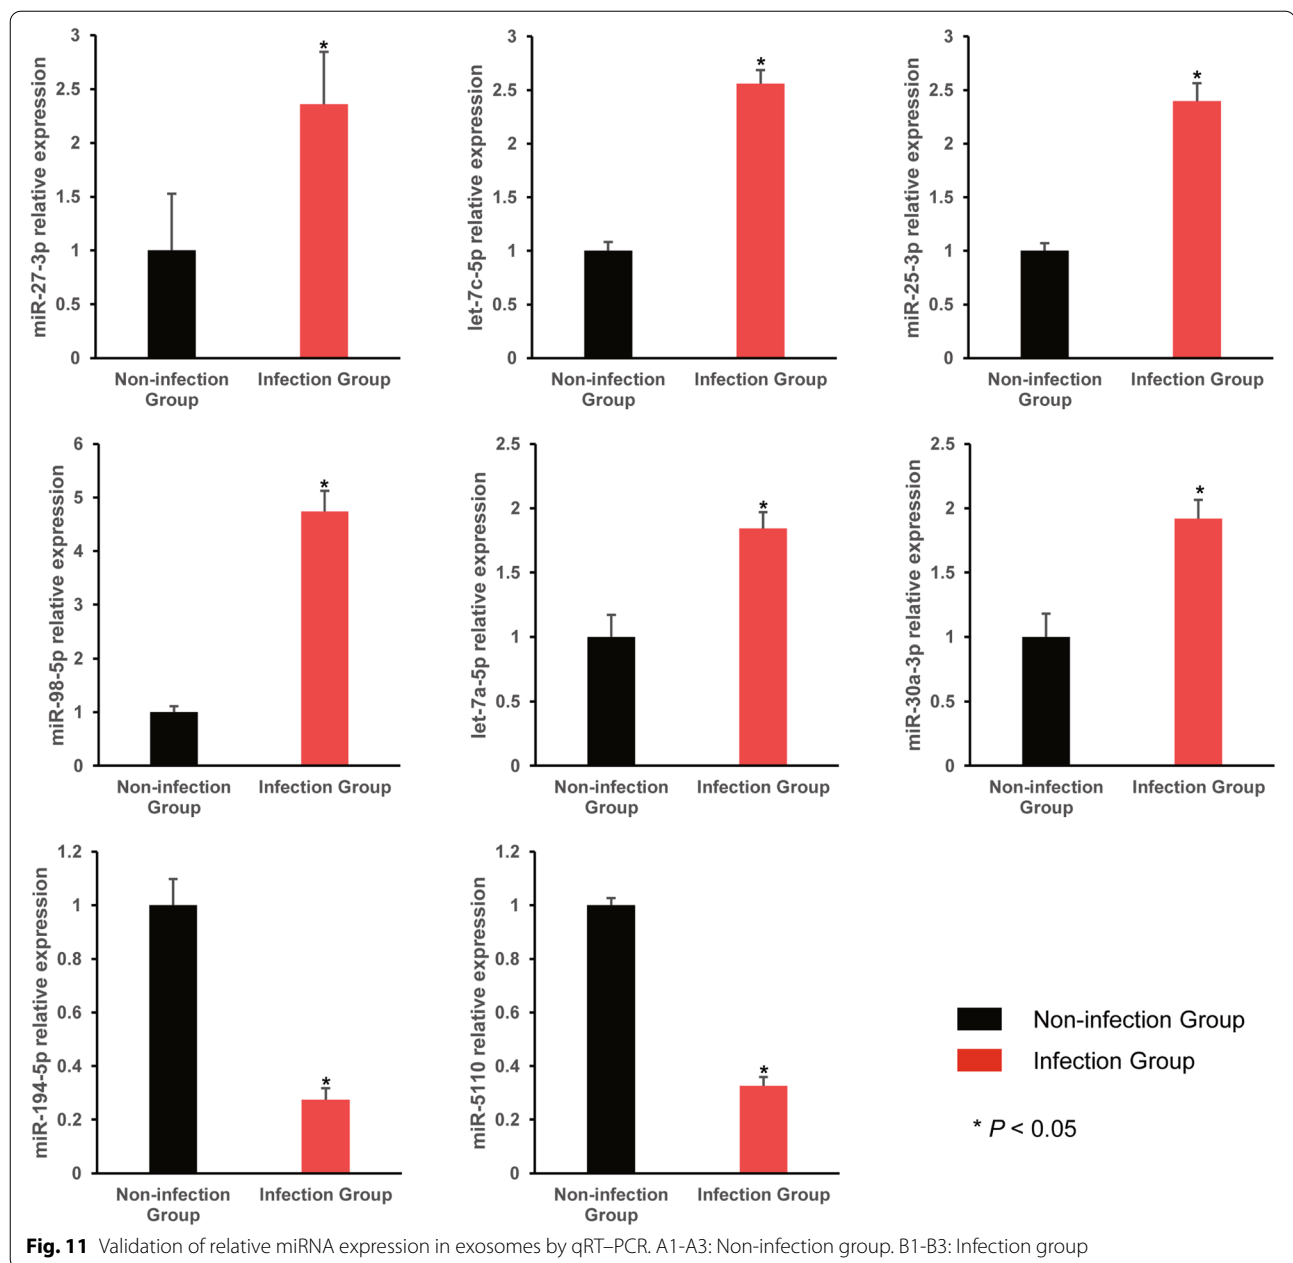 miR-27-3p relative expression
3
2.5
2
1.5
1
0.5
0
*
Non-infection Group
Infection Group
let-7c-5p relative expression
3
2.5
2
1.5
1
0.5
0
*
Non-infection Group
Infection Group
miR-25-3p relative expression
3
2.5
2
1.5
1
0.5
0
*
Non-infection Group
Infection Group
miR-98-5p relative expression
6
5
4
3
2
1
0
*
Non-infection Group
Infection Group
let-7a-5p relative expression
2.5
2
1.5
1
0.5
0
*
Non-infection Group
Infection Group
miR-30a-3p relative expression
2.5
2
1.5
1
0.5
0
*
Non-infection Group
Infection Group
miR-194-5p relative expression
1.2
1
0.8
0.6
0.4
0.2
0
*
Non-infection Group
Infection Group
miR-5110 relative expression
1.2
1
0.8
0.6
0.4
0.2
0
*
Non-infection Group
Infection Group
Non-infection Group
Infection Group
* P < 0.05
Fig. 11 Validation of relative miRNA expression in exosomes by qRT–PCR. A1-A3: Non-infection group. B1-B3: Infection group